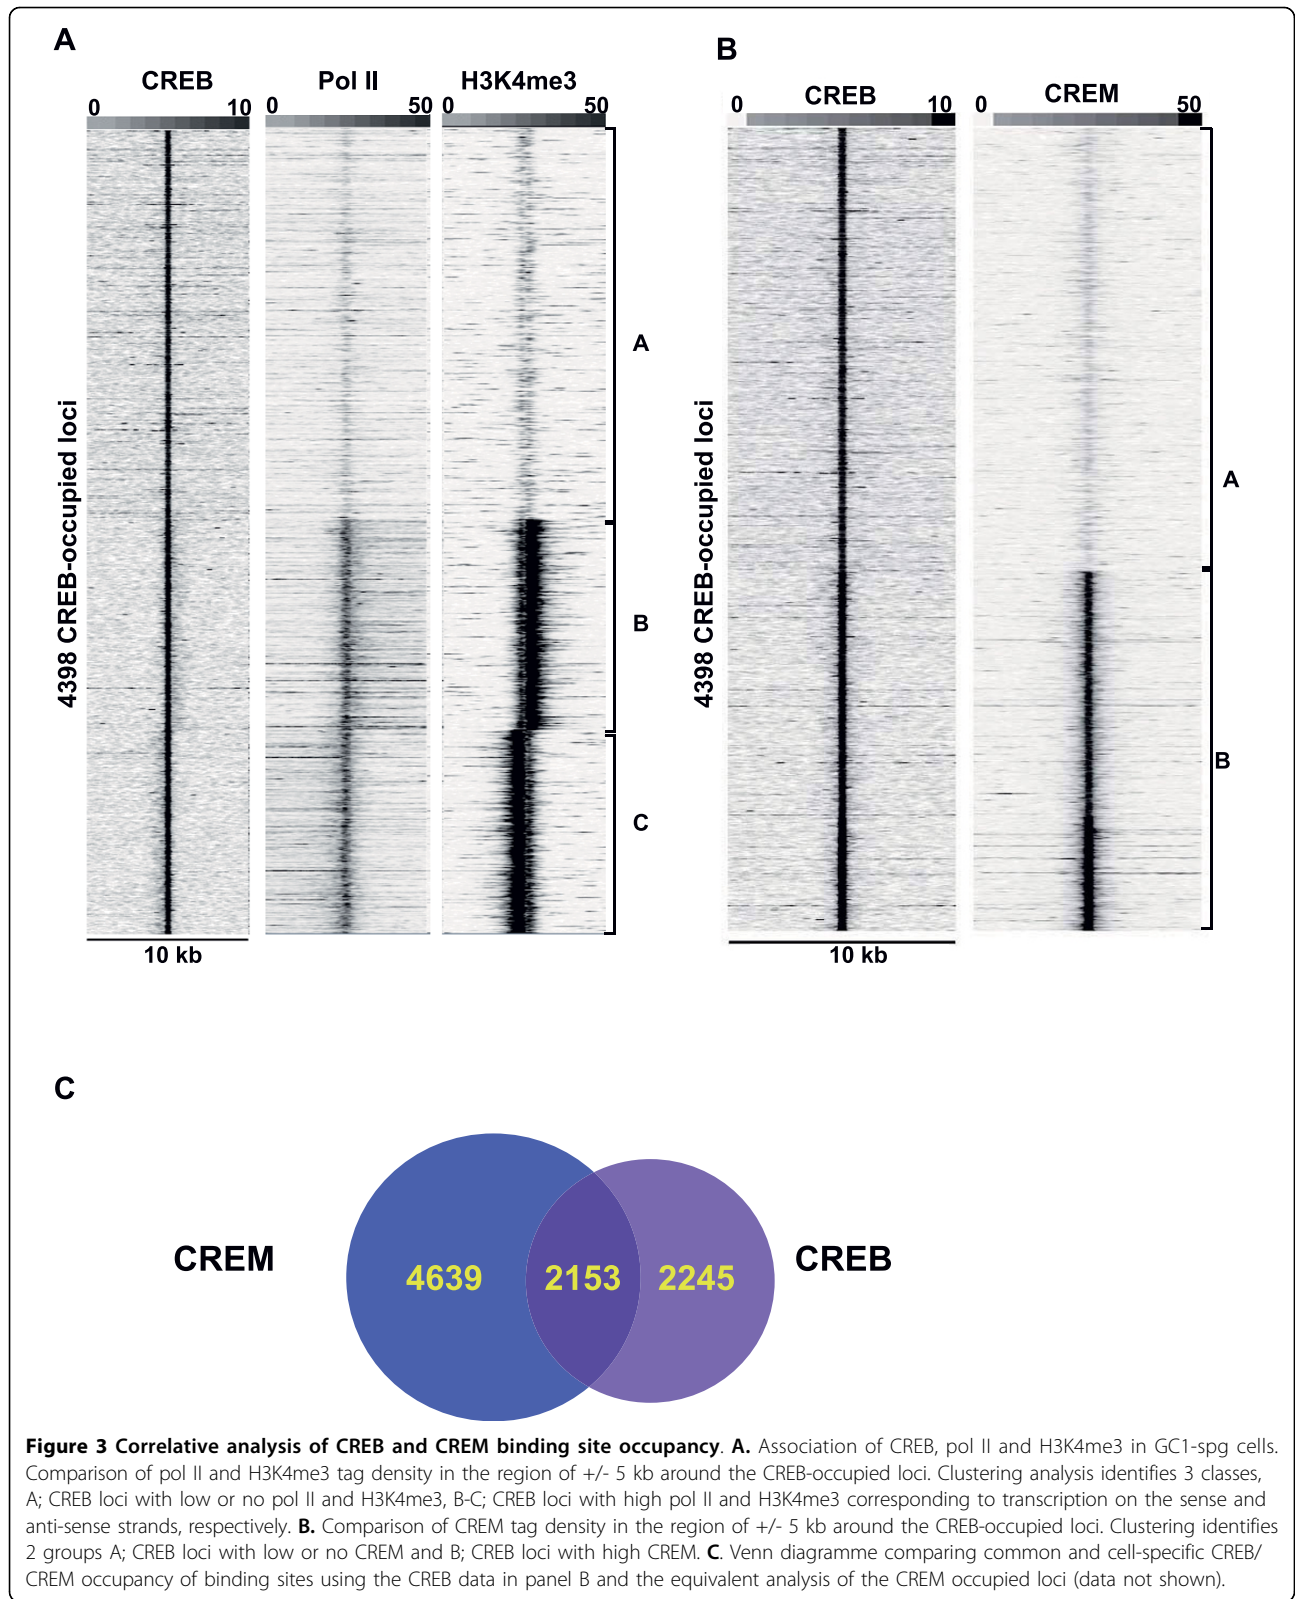 A
CREB
Pol II
H3K4me3
0 10
0 50
0 50
4398 CREB-occupied loci
A
B
C
10 kb
B
CREB
CREM
0 10
0 50
4398 CREB-occupied loci
A
B
10 kb
C
CREM
4639
2153
2245
CREB
Figure 3 Correlative analysis of CREB and CREM binding site occupancy. A. Association of CREB, pol II and H3K4me3 in GC1-spg cells.
Comparison of pol II and H3K4me3 tag density in the region of +/- 5 kb around the CREB-occupied loci. Clustering analysis identifies 3 classes,
A; CREB loci with low or no pol II and H3K4me3, B-C; CREB loci with high pol II and H3K4me3 corresponding to transcription on the sense and
anti-sense strands, respectively. B. Comparison of CREM tag density in the region of +/- 5 kb around the CREB-occupied loci. Clustering identifies
2 groups A; CREB loci with low or no CREM and B; CREB loci with high CREM. C. Venn diagramme comparing common and cell-specific CREB/
CREM occupancy of binding sites using the CREB data in panel B and the equivalent analysis of the CREM occupied loci (data not shown).